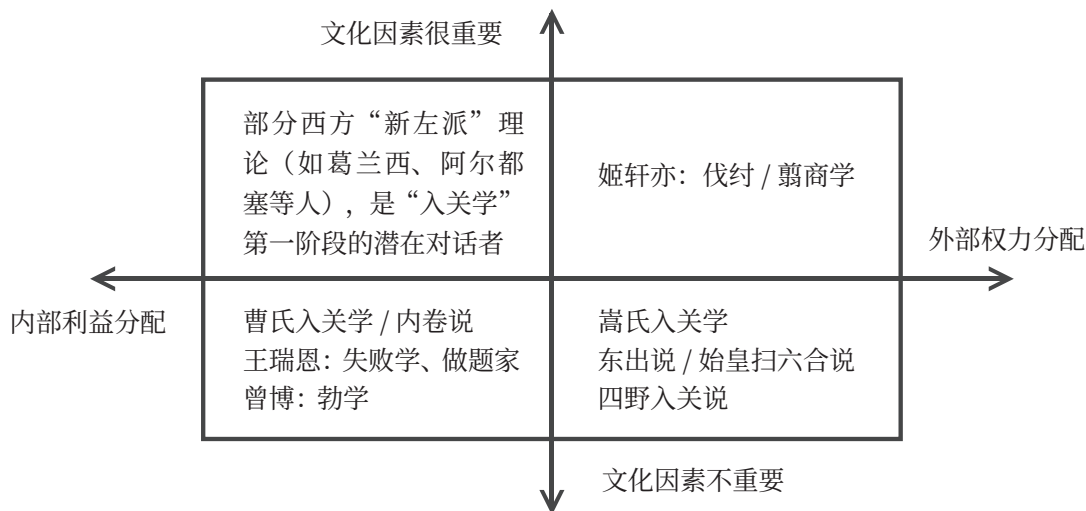 文化因素很重要
部分西方“新左派”理
论（如葛兰西、阿尔都
塞等人），是“入关学”
第一阶段的潜在对话者
姬轩亦：伐纣 / 翦商学
外部权力分配
内部利益分配
曹氏入关学 / 内卷说
王瑞恩：失败学、做题家
曾博：勃学
嵩氏入关学
东出说 / 始皇扫六合说
四野入关说
文化因素不重要